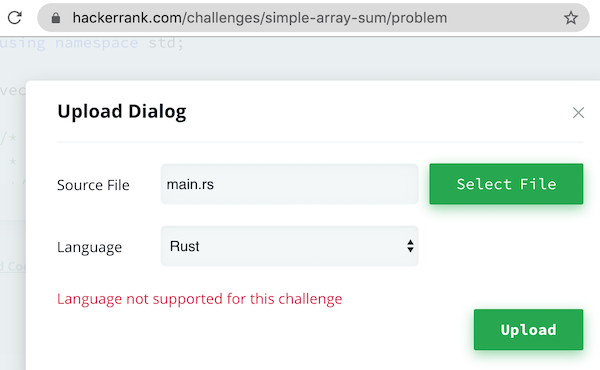 hackerrank.com/challenges/simple-array-sum/problem
using namespace std;
vec
/*
*
Upload Dialog
Source File
main.rs
Select File
Language
Rust
Language not supported for this challenge
Upload